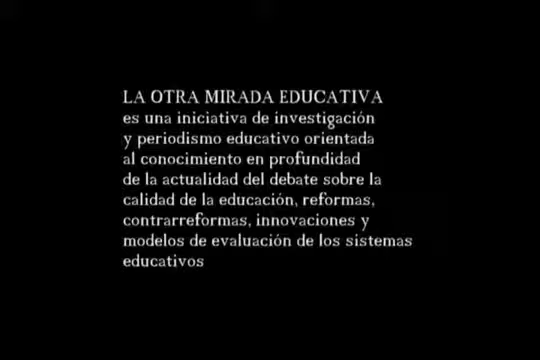 LA OTRA MIRADA EDUCATIVA
es una iniciativa de investigación
y periodismo educativo orientada
al conocimiento en profundidad
de la actualidad del debate sobre la
calidad de la educación, reformas,
contrarreformas, innovaciones y
modelos de evaluación de los sistemas
educativos